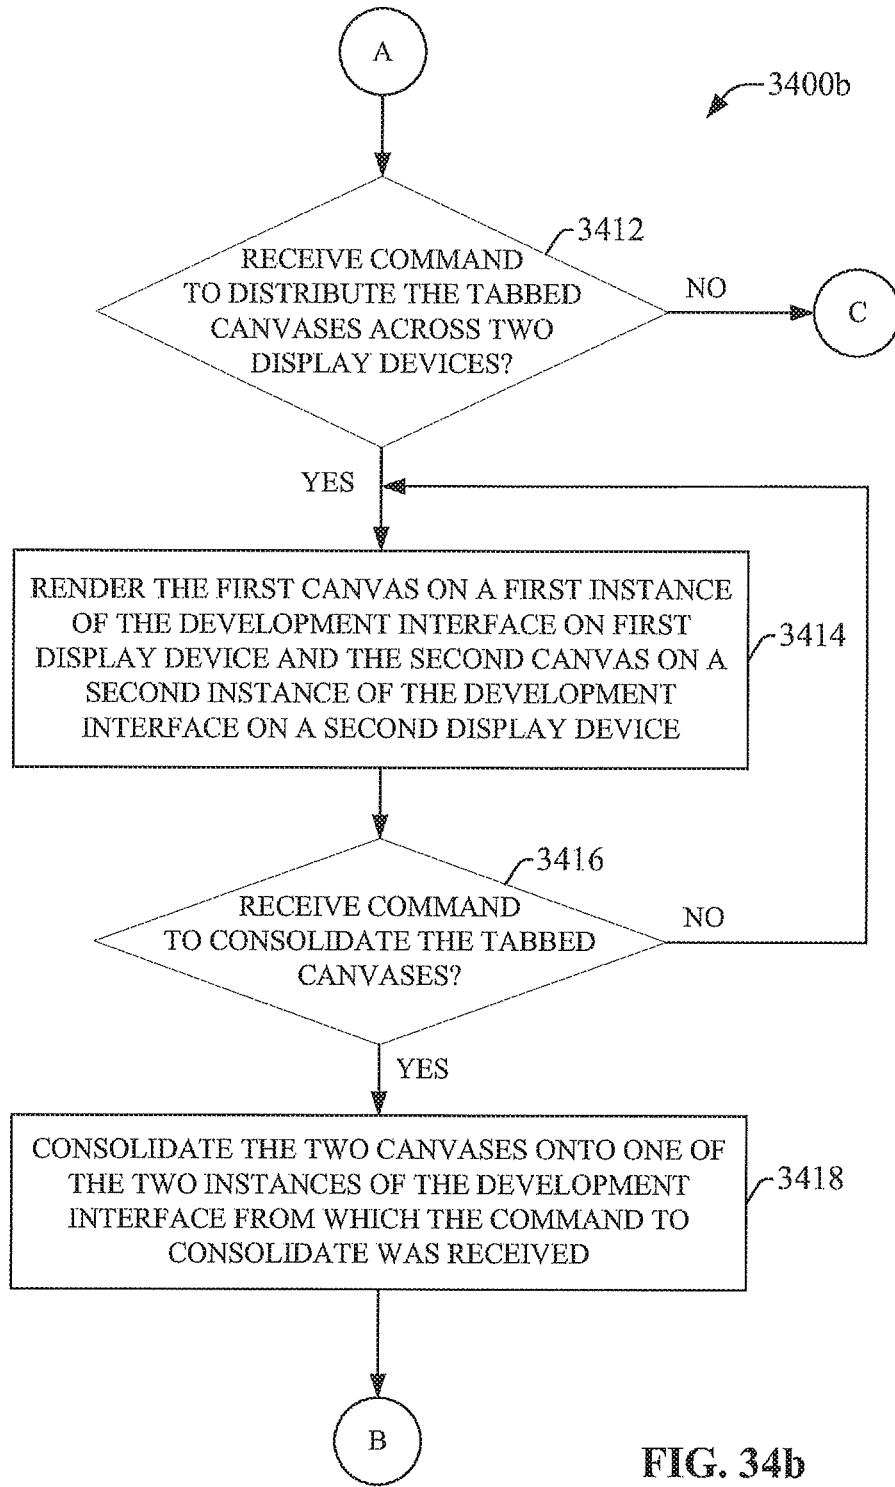 A
3400b
3412
RECEIVE COMMAND
TO DISTRIBUTE THE TABBED
CANVASES ACROSS TWO
DISPLAY DEVICES?
NO
C
YES
RENDER THE FIRST CANVAS ON A FIRST INSTANCE
OF THE DEVELOPMENT INTERFACE ON FIRST
DISPLAY DEVICE AND THE SECOND CANVAS ON A
SECOND INSTANCE OF THE DEVELOPMENT
INTERFACE ON A SECOND DISPLAY DEVICE
3414
3416
RECEIVE COMMAND
TO CONSOLIDATE THE TABBED
CANVASES?
NO
YES
CONSOLIDATE THE TWO CANVASES ONTO ONE OF
THE TWO INSTANCES OF THE DEVELOPMENT
INTERFACE FROM WHICH THE COMMAND TO
CONSOLIDATE WAS RECEIVED
3418
B
FIG. 34b